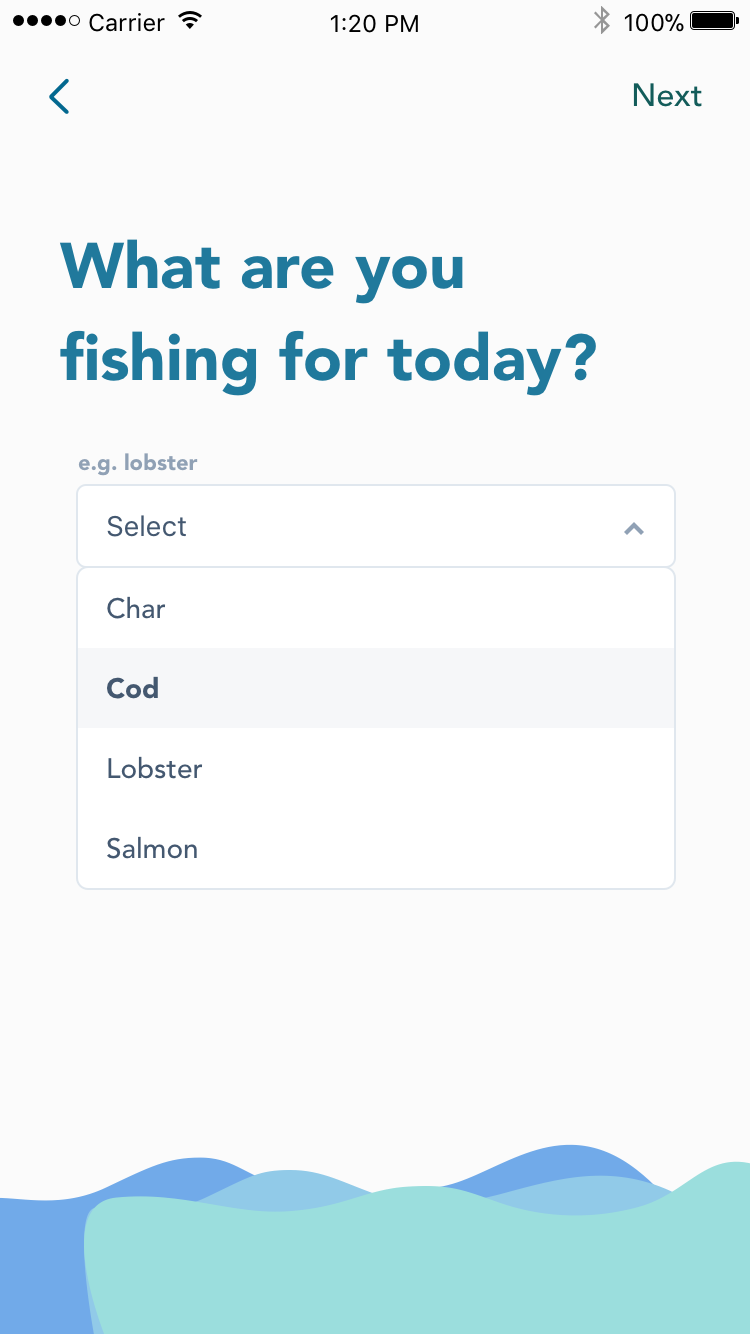 Carrier 1:20 PM 100%
Next
What are you
fishing for today?
e.g. lobster
Select
Char
Cod
Lobster
Salmon